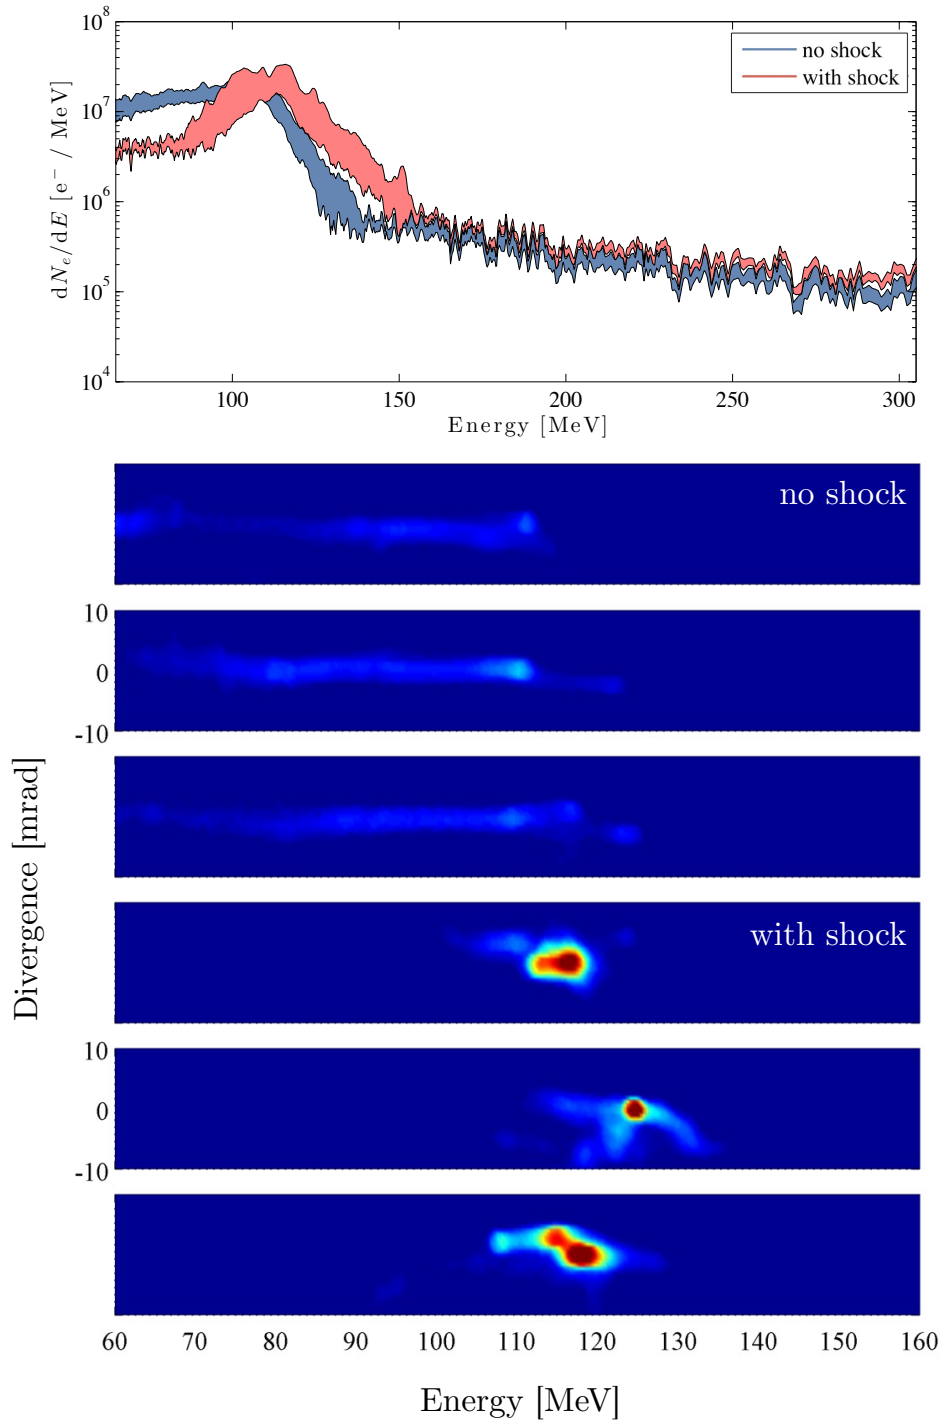 10^8
10^7
10^6
10^5
10^4
dN_e/dE [e^− / MeV]
no shock
with shock
100 150 200 250 300
Energy [MeV]
no shock
10
0
-10
with shock
10
0
-10
Divergence [mrad]
60 70 80 90 100 110 120 130 140 150 160
Energy [MeV]